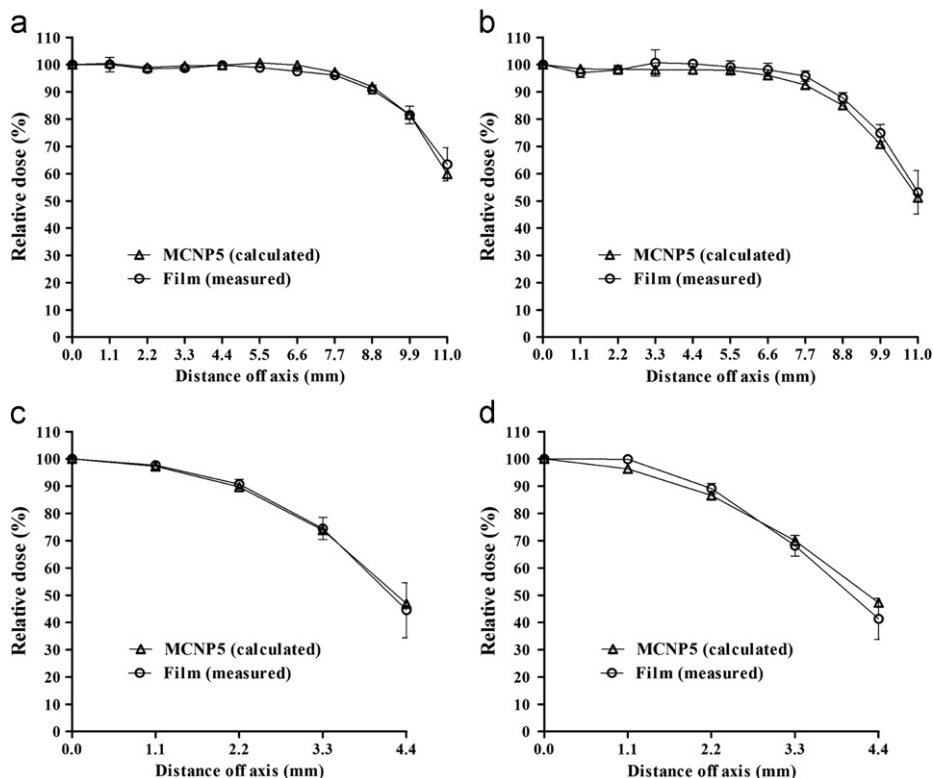 a
110
100
90
80
70
60
50
40
30
20
10
0
Relative dose (%)
MCNP5 (calculated)
Film (measured)
0.0 1.1 2.2 3.3 4.4 5.5 6.6 7.7 8.8 9.9 11.0
Distance off axis (mm)
b
110
100
90
80
70
60
50
40
30
20
10
0
Relative dose (%)
MCNP5 (calculated)
Film (measured)
0.0 1.1 2.2 3.3 4.4 5.5 6.6 7.7 8.8 9.9 11.0
Distance off axis (mm)
c
110
100
90
80
70
60
50
40
30
20
10
0
Relative dose (%)
MCNP5 (calculated)
Film (measured)
0.0 1.1 2.2 3.3 4.4
Distance off axis (mm)
d
110
100
90
80
70
60
50
40
30
20
10
0
Relative dose (%)
MCNP5 (calculated)
Film (measured)
0.0 1.1 2.2 3.3 4.4
Distance off axis (mm)